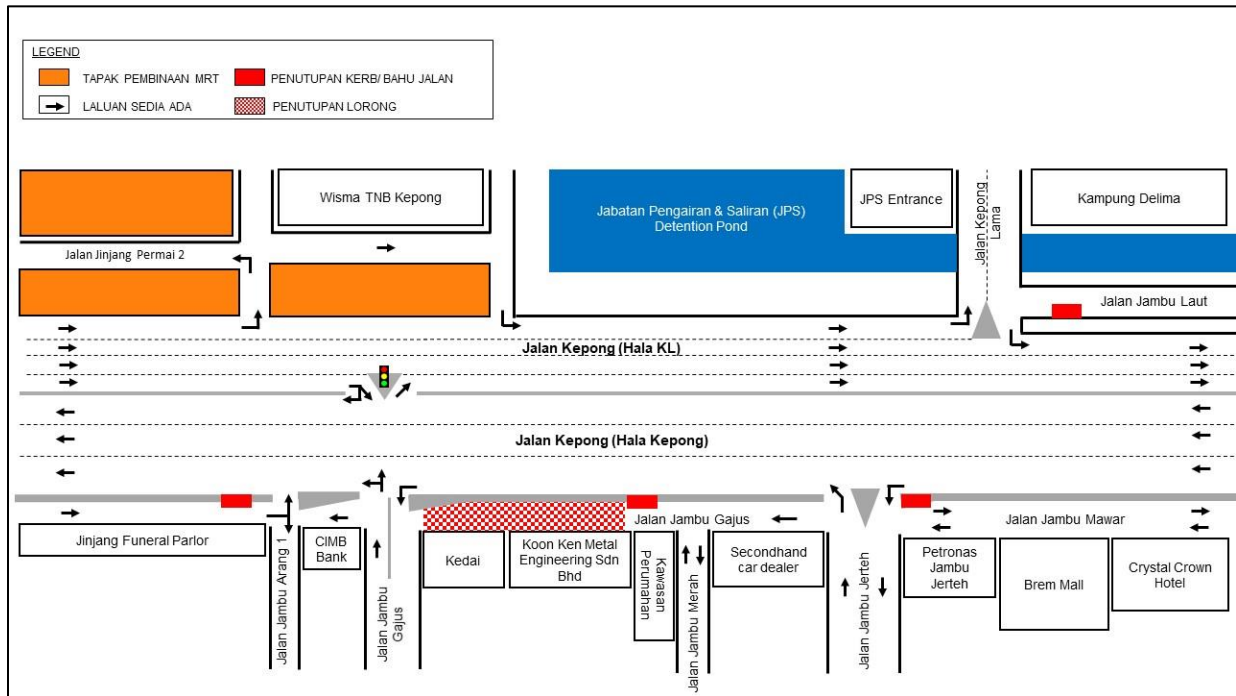 LEGEND
TAPAK PEMBINAAN MRT
PENUTUPAN KERB/ BAHU JALAN
LALUAN SEDIA ADA
PENUTUPAN LORONG
Wisma TNB Kepong
Jabatan Pengairan & Saliran (JPS)
Detention Pond
JPS Entrance
Jalan Kepong
Lama
Kampung Delima
Jalan Jinjang Permai 2
Jalan Jambu Laut
Jalan Kepong (Hala KL)
Jalan Kepong (Hala Kepong)
Jinjang Funeral Parlor
Jalan Jambu Arang 1
CIMB
Bank
Jalan Jambu
Gajus
Kedai
Koon Ken Metal
Engineering Sdn
Bhd
Kawasan
Perumahan
Jalan Jambu Merah
Jalan Jambu Gajus
Secondhand
car dealer
Jalan Jambu Jerteh
Jalan Jambu Mawar
Petronas
Jambu
Jerteh
Brem Mall
Crystal Crown
Hotel